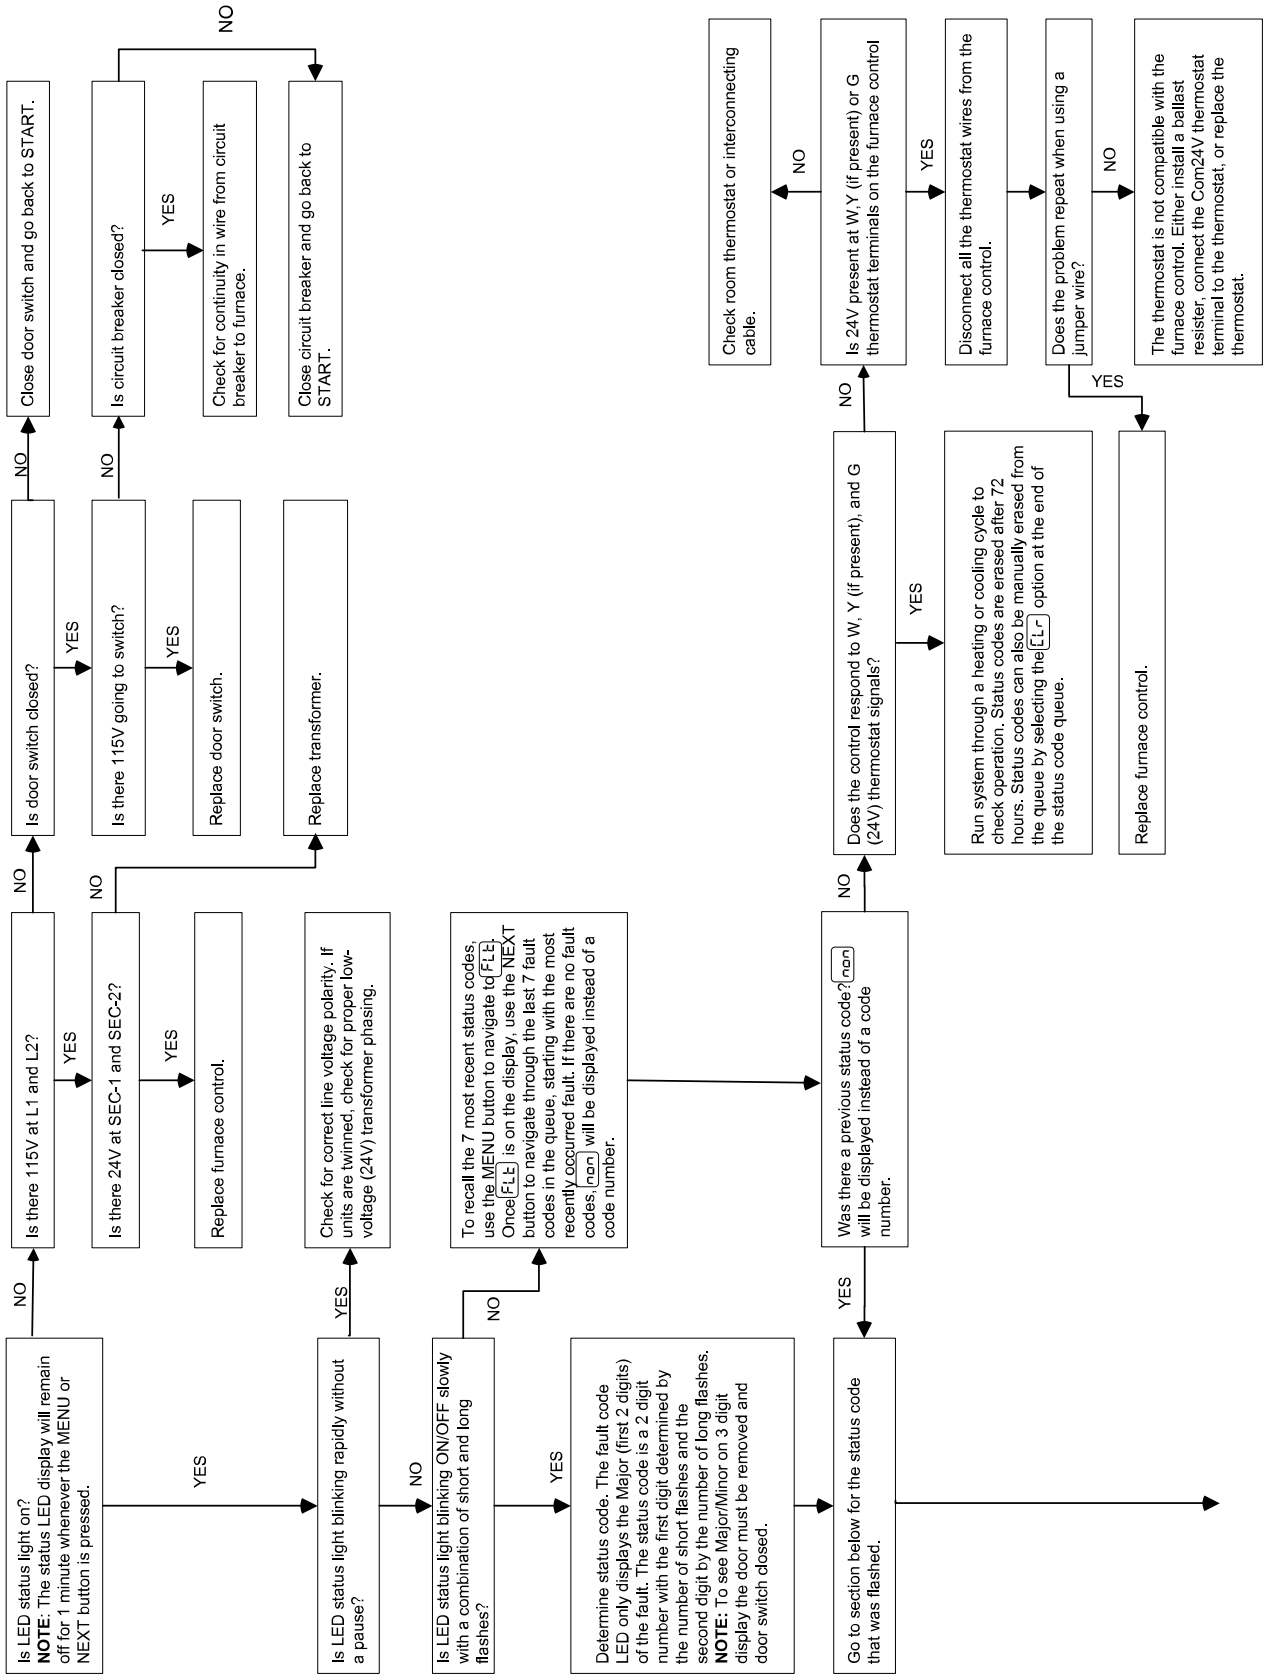 Is LED status light on?
NOTE: The status LED display will remain
off for 1 minute whenever the MENU or
NEXT button is pressed.
NO
Is there 115V at L1 and L2?
NO
Is door switch closed?
NO
Close door switch and go back to START.
YES
YES
Is there 24V at SEC-1 and SEC-2?
NO
Is there 115V going to switch?
NO
Is circuit breaker closed?
NO
YES
YES
YES
Replace furnace control.
Replace door switch.
Check for continuity in wire from circuit
breaker to furnace.
Replace transformer.
Close circuit breaker and go back to
START.
YES
Is LED status light blinking rapidly without
a pause?
YES
Check for correct line voltage polarity. If
units are twinned, check for proper low-
voltage (24V) transformer phasing.
NO
Is LED status light blinking ON/OFF slowly
with a combination of short and long
flashes?
NO
To recall the 7 most recent status codes,
use the MENU button to navigate to FLt.
Once FLt is on the display, use the NEXT
button to navigate through the last 7 fault
codes in the queue, starting with the most
recently occurred fault. If there are no fault
codes, non will be displayed instead of a
code number.
YES
Determine status code. The fault code
LED only displays the Major (first 2 digits)
of the fault. The status code is a 2 digit
number with the first digit determined by
the number of short flashes and the
second digit by the number of long flashes.
NOTE: To see Major/Minor on 3 digit
display the door must be removed and
door switch closed.
Go to section below for the status code
that was flashed.
YES
Was there a previous status code? non
will be displayed instead of a code
number.
NO
Does the control respond to W, Y (if present), and G
(24V) thermostat signals?
NO
Is 24V present at W,Y (if present) or G
thermostat terminals on the furnace control
NO
Check room thermostat or interconnecting
cable.
YES
Run system through a heating or cooling cycle to
check operation. Status codes are erased after 72
hours. Status codes can also be manually erased from
the queue by selecting the CLr option at the end of
the status code queue.
YES
Disconnect all the thermostat wires from the
furnace control.
Does the problem repeat when using a
jumper wire?
YES
Replace furnace control.
NO
The thermostat is not compatible with the
furnace control. Either install a ballast
resister, connect the Com24V thermostat
terminal to the thermostat, or replace the
thermostat.